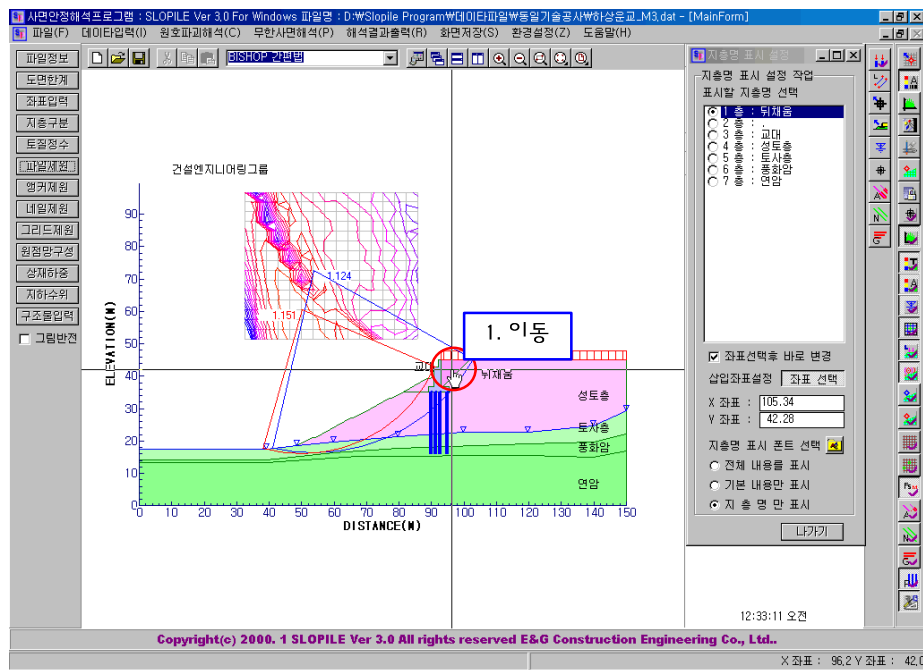 사면안정해석프로그램 : SLOPILE Ver 3,0 For Windows 파일명 : D:₩Slopile Program₩데이타파일₩동일기술공사₩하상운교_M3.dat - [MainForm]
파일(F) 데이타입력(I) 원호파괴해석(C) 무한사면해석(P) 해석결과출력(R) 화면저장(S) 환경설정(Z) 도움말(H)
파일정보
BISHOP 간편법
도면한계
좌표입력
지층구분
토질정수
파일제원
앵커제원
네일제원
그리드제원
원점망구성
상재하중
지하수위
구조물입력
그림반전
건설엔지니어링그룹
ELEVATION(M)
90
80
70
60
50
40
30
20
10
0
1.124
1.151
1. 이동
교대
뒤채움
성토층
토사층
풍화암
연암
0 10 20 30 40 50 60 70 80 90 100 110 120 130 140 150
DISTANCE(M)
지층명 표시 설정
지층명 표시 설정 작업
표시할 지층명 선택
1 층 : 뒤채움
2 층 : .
3 층 : 교대
4 층 : 성토층
5 층 : 토사층
6 층 : 풍화암
7 층 : 연암
좌표선택후 바로 변경
삽입좌표설정 좌표 선택
X 좌표 : 105.34
Y 좌표 : 42.28
지층명 표시 폰트 선택
전체 내용를 표시
기본 내용만 표시
지 층 명 만 표시
나가기
12:33:11 오전
Copyright(c) 2000. 1 SLOPILE Ver 3.0 All rights reserved E&G Construction Engineering Co., Ltd..
X 좌표 : 96,2 Y 좌표 : 42,0